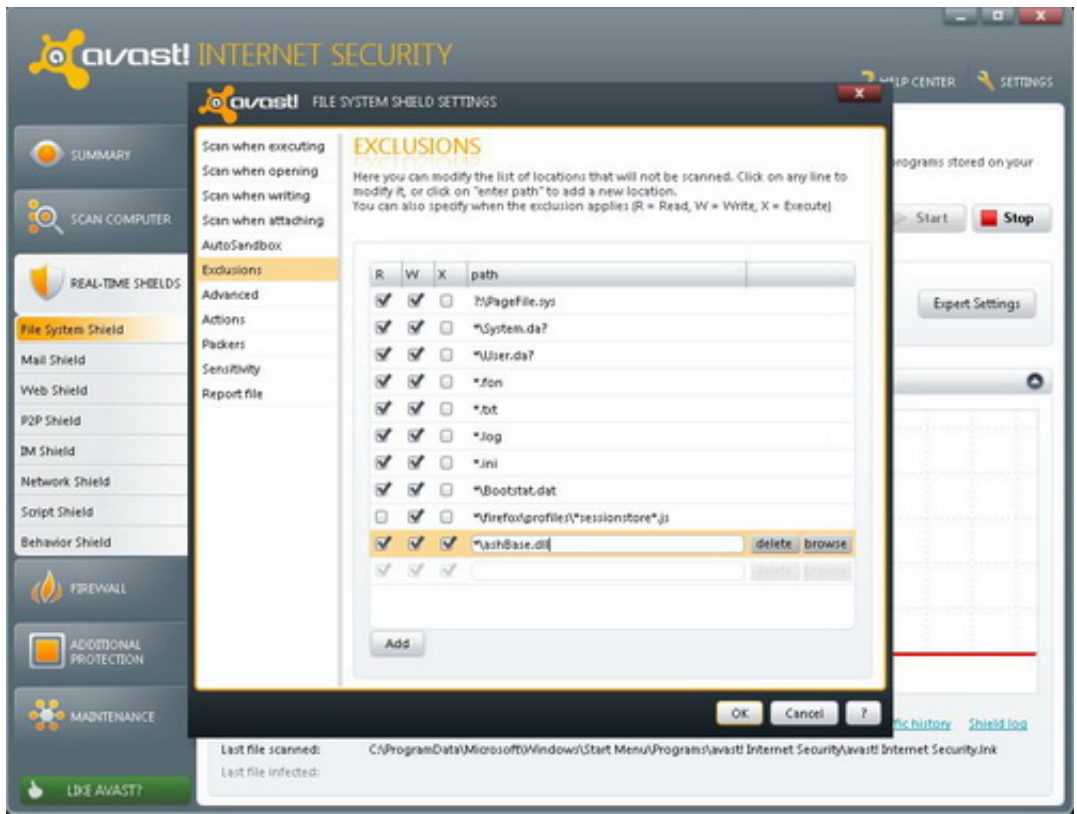 avast! INTERNET SECURITY
HELP CENTER
SETTINGS
avast! FILE SYSTEM SHIELD SETTINGS
x
SUMMARY
SCAN COMPUTER
REAL-TIME SHIELDS
File System Shield
Mail Shield
Web Shield
P2P Shield
IM Shield
Network Shield
Script Shield
Behavior Shield
FIREWALL
ADDITIONAL
PROTECTION
MAINTENANCE
LIKE AVAST?
Scan when executing
Scan when opening
Scan when writing
Scan when attaching
AutoSandbox
Exclusions
Advanced
Actions
Packers
Sensitivity
Report file
EXCLUSIONS
Here you can modify the list of locations that will not be scanned. Click on any line to
modify it, or click on "enter path" to add a new location.
You can also specify when the exclusion applies (R = Read, W = Write, X = Execute)
R W X path
?:\PageFile.sys
*\System.da?
*\User.da?
*.fon
*.txt
*.log
*.ini
*\Bootstat.dat
*\firefox\profiles\*sessionstore*.js
*\ashBase.dll delete browse
delete browse
Add
OK Cancel ?
programs stored on your
Start Stop
Expert Settings
fic history Shield log
Last file scanned: C:\ProgramData\Microsoft\Windows\Start Menu\Programs\avast! Internet Security\avast! Internet Security.lnk
Last file infected: